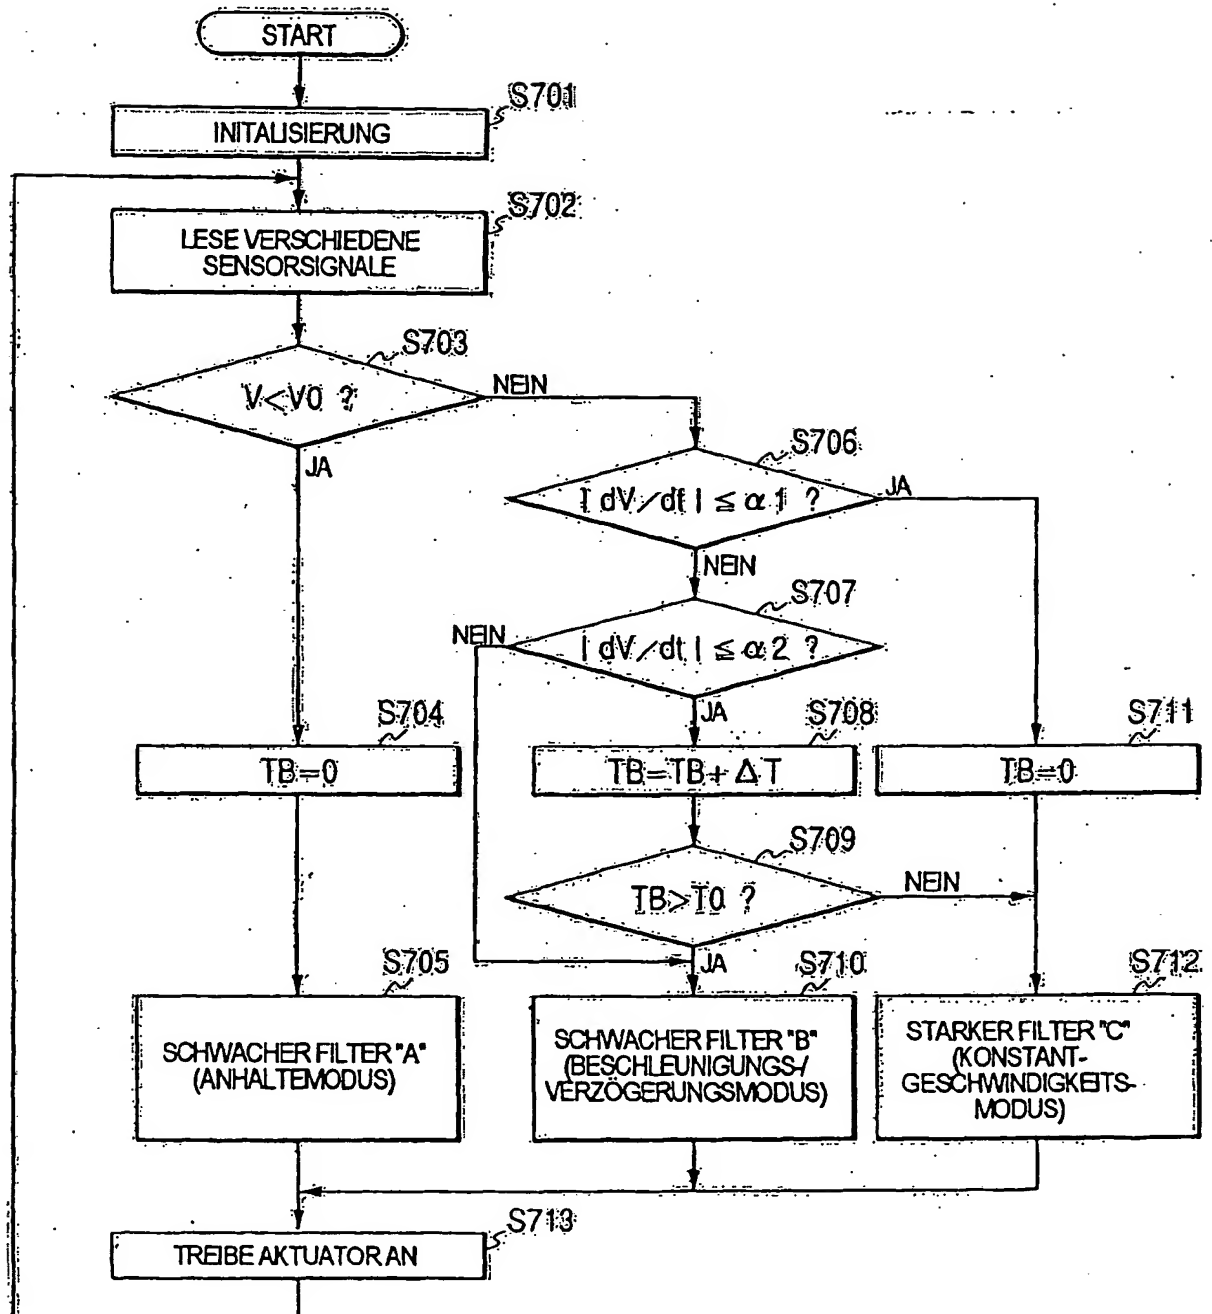 START
S701
INITALISIERUNG
S702
LESE VERSCHIEDENE
SENSORSIGNALE
S703
V<V0 ?
NEIN
JA
S706
| dV/dt | ≦ α1 ?
JA
NEIN
S707
NEIN
| dV/dt | ≦ α2 ?
JA
S704
TB=0
S708
TB=TB+ΔT
S711
TB=0
S709
TB>T0 ?
NEIN
JA
S705
SCHWACHER FILTER "A"
(ANHALTEMODUS)
S710
SCHWACHER FILTER "B"
(BESCHLEUNIGUNGS-/
VERZÖGERUNGSMODUS)
S712
STARKER FILTER "C"
(KONSTANT-
GESCHWINDIGKEITS-
MODUS)
S713
TREIBE AKTUATOR AN